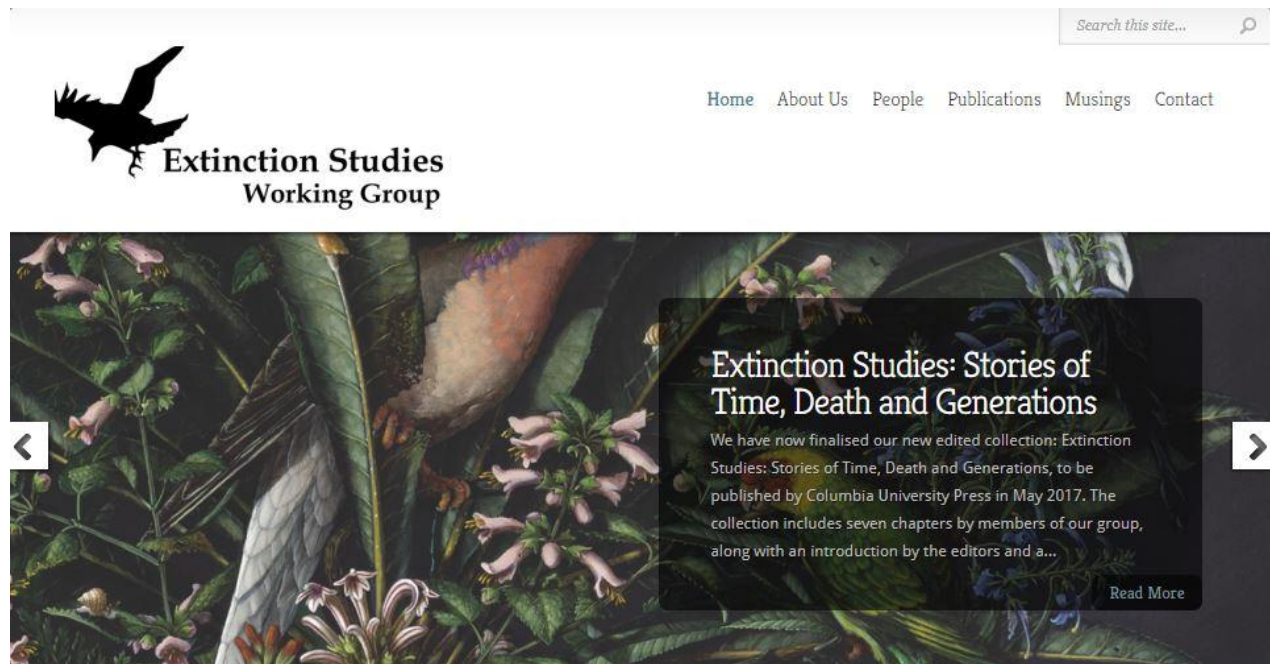 Search this site...
Home About Us People Publications Musings Contact
Extinction Studies
Working Group
Extinction Studies: Stories of
Time, Death and Generations
We have now finalised our new edited collection: Extinction
Studies: Stories of Time, Death and Generations, to be
published by Columbia University Press in May 2017. The
collection includes seven chapters by members of our group,
along with an introduction by the editors and a...
Read More